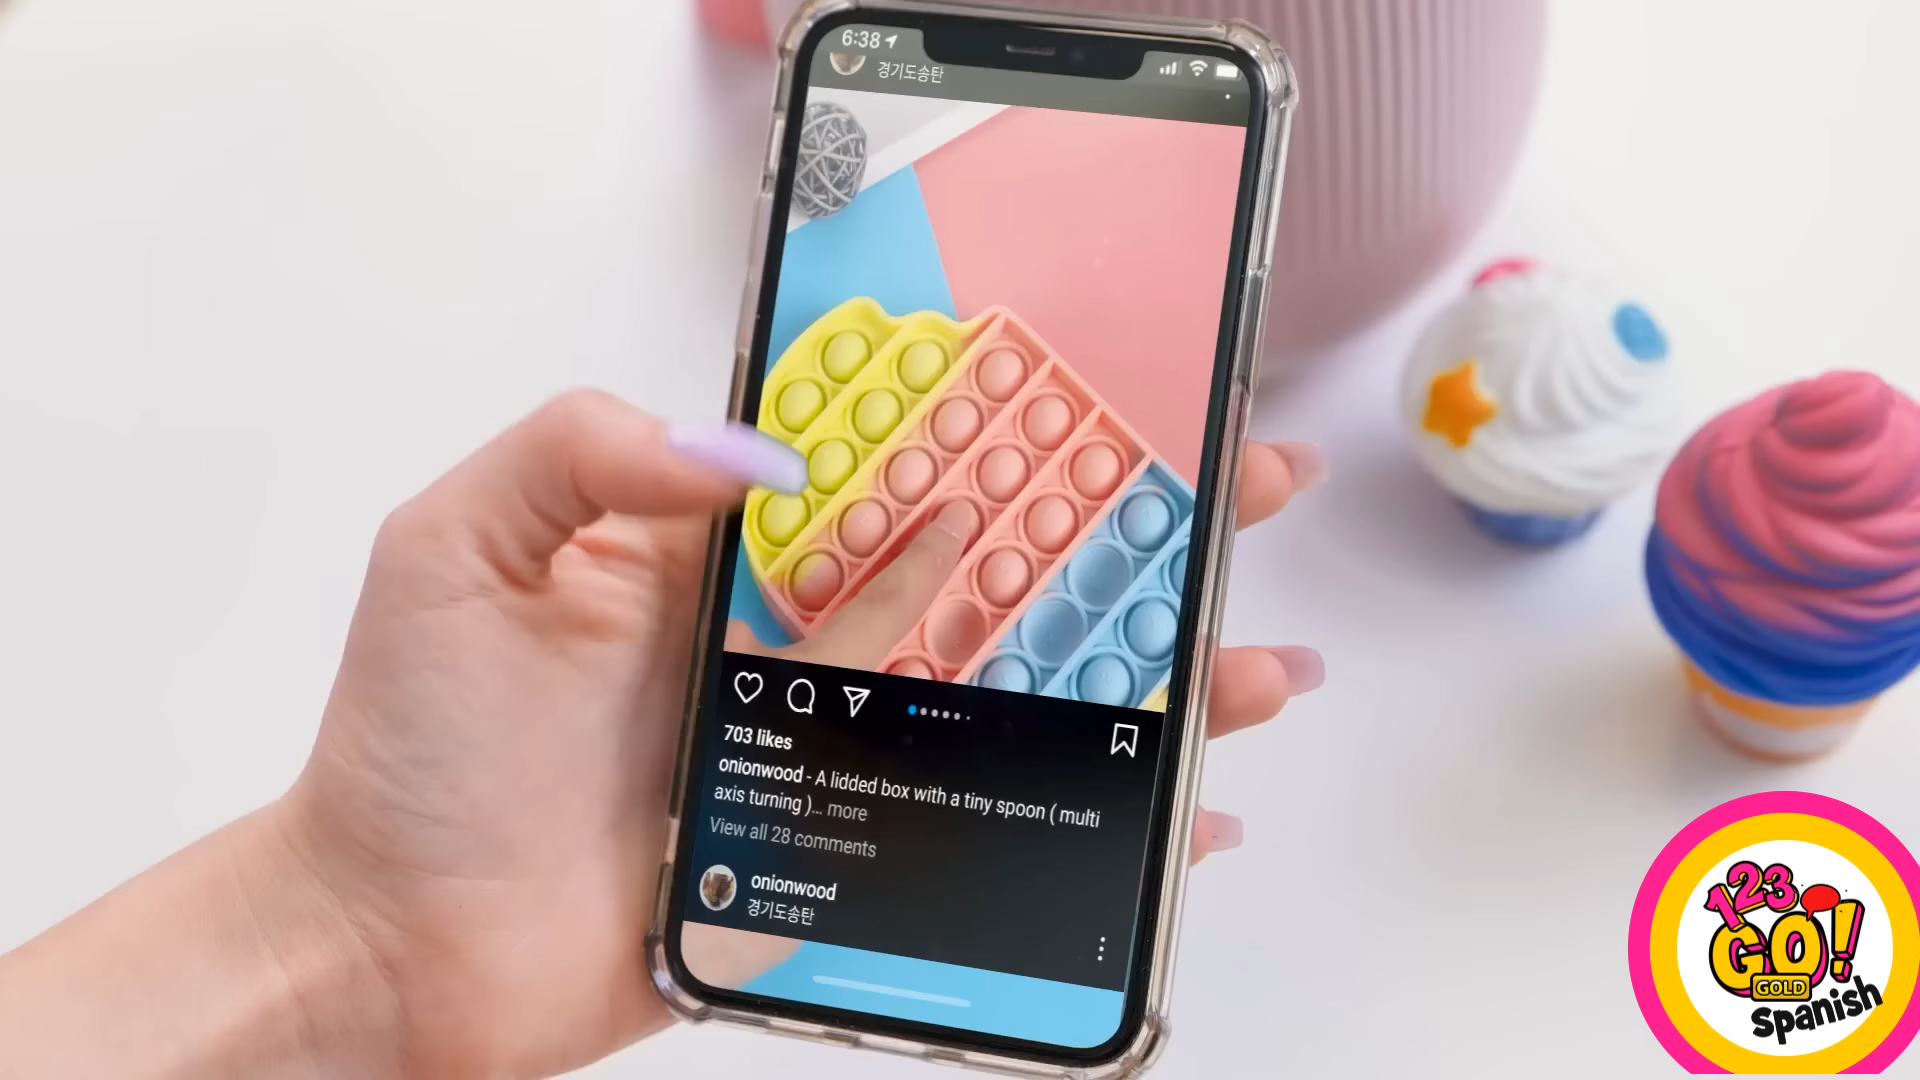 6:38
경기도송탄
703 likes
onionwood - A lidded box with a tiny spoon ( multi
axis turning )... more
View all 28 comments
onionwood
경기도송탄
123
GO!
GOLD
Spanish